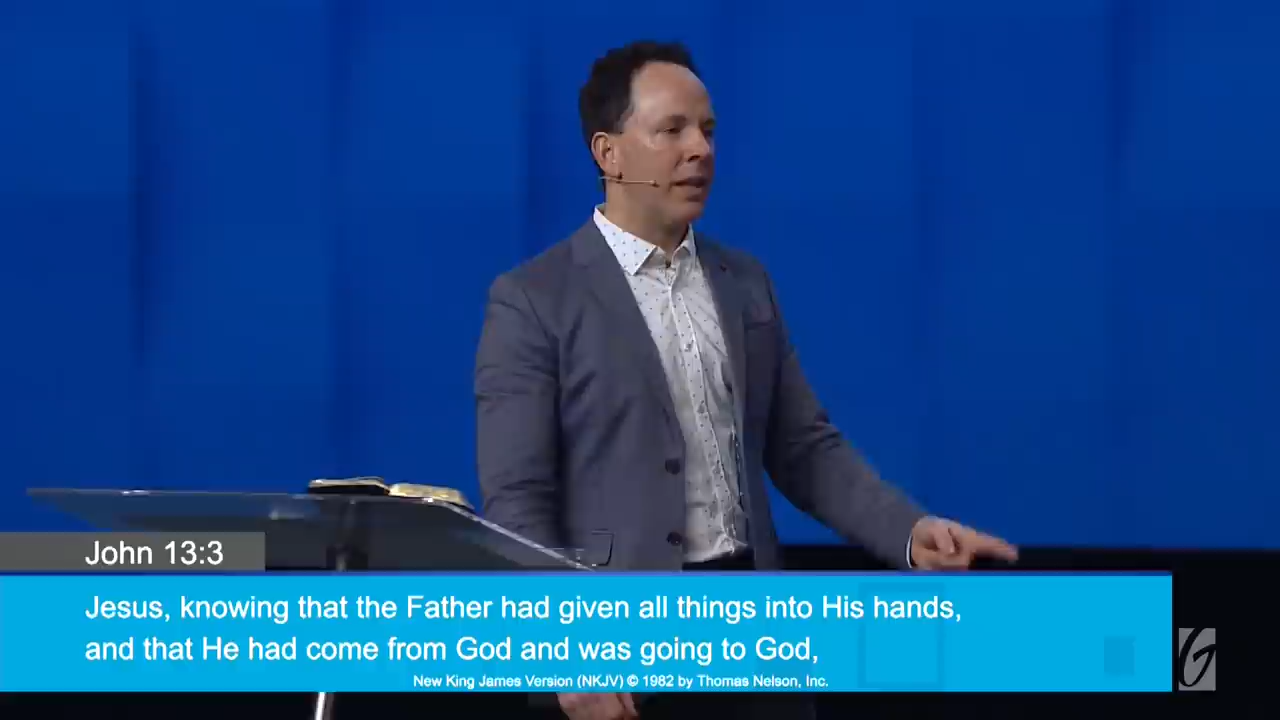 John 13:3
Jesus, knowing that the Father had given all things into His hands,
and that He had come from God and was going to God,
New King James Version (NKJV) © 1982 by Thomas Nelson, Inc.
G